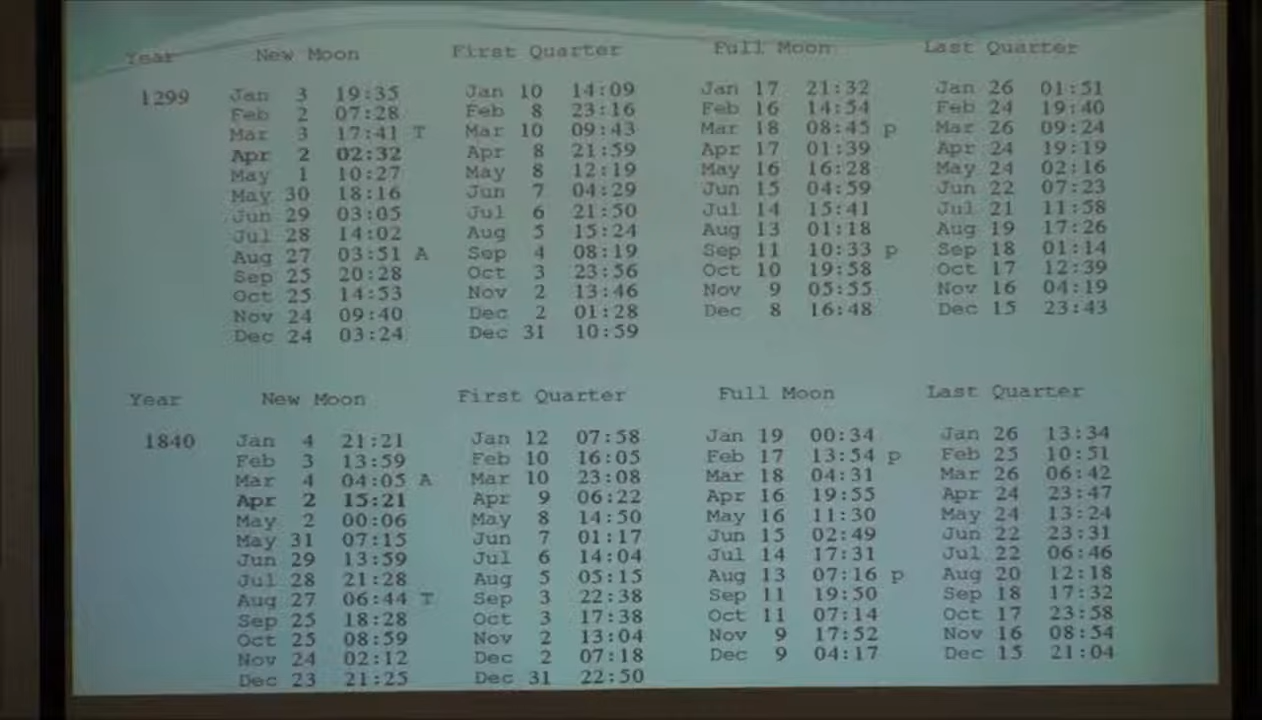 Year New Moon First Quarter Full Moon Last Quarter
1299 Jan 3 19:35 Jan 10 14:09 Jan 17 21:32 Jan 26 01:51
Feb 2 07:28 Feb 8 23:16 Feb 16 14:54 Feb 24 19:40
Mar 3 17:41 T Mar 10 09:43 Mar 18 08:45 p Mar 26 09:24
Apr 2 02:32 Apr 8 21:59 Apr 17 01:39 Apr 24 19:19
May 1 10:27 May 8 12:19 May 16 16:28 May 24 02:16
May 30 18:16 Jun 7 04:29 Jun 15 04:59 Jun 22 07:23
Jun 29 03:05 Jul 6 21:50 Jul 14 15:41 Jul 21 11:58
Jul 28 14:02 Aug 5 15:24 Aug 13 01:18 Aug 19 17:26
Aug 27 03:51 A Sep 4 08:19 Sep 11 10:33 p Sep 18 01:14
Sep 25 20:28 Oct 3 23:56 Oct 10 19:58 Oct 17 12:39
Oct 25 14:53 Nov 2 13:46 Nov 9 05:55 Nov 16 04:19
Nov 24 09:40 Dec 2 01:28 Dec 8 16:48 Dec 15 23:43
Dec 24 03:24 Dec 31 10:59
Year New Moon First Quarter Full Moon Last Quarter
1840 Jan 4 21:21 Jan 12 07:58 Jan 19 00:34 Jan 26 13:34
Feb 3 13:59 Feb 10 16:05 Feb 17 13:54 p Feb 25 10:51
Mar 4 04:05 A Mar 10 23:08 Mar 18 04:31 Mar 26 06:42
Apr 2 15:21 Apr 9 06:22 Apr 16 19:55 Apr 24 23:47
May 2 00:06 May 8 14:50 May 16 11:30 May 24 13:24
May 31 07:15 Jun 7 01:17 Jun 15 02:49 Jun 22 23:31
Jun 29 13:59 Jul 6 14:04 Jul 14 17:31 Jul 22 06:46
Jul 28 21:28 Aug 5 05:15 Aug 13 07:16 p Aug 20 12:18
Aug 27 06:44 T Sep 3 22:38 Sep 11 19:50 Sep 18 17:32
Sep 25 18:28 Oct 3 17:38 Oct 11 07:14 Oct 17 23:58
Oct 25 08:59 Nov 2 13:04 Nov 9 17:52 Nov 16 08:54
Nov 24 02:12 Dec 2 07:18 Dec 9 04:17 Dec 15 21:04
Dec 23 21:25 Dec 31 22:50